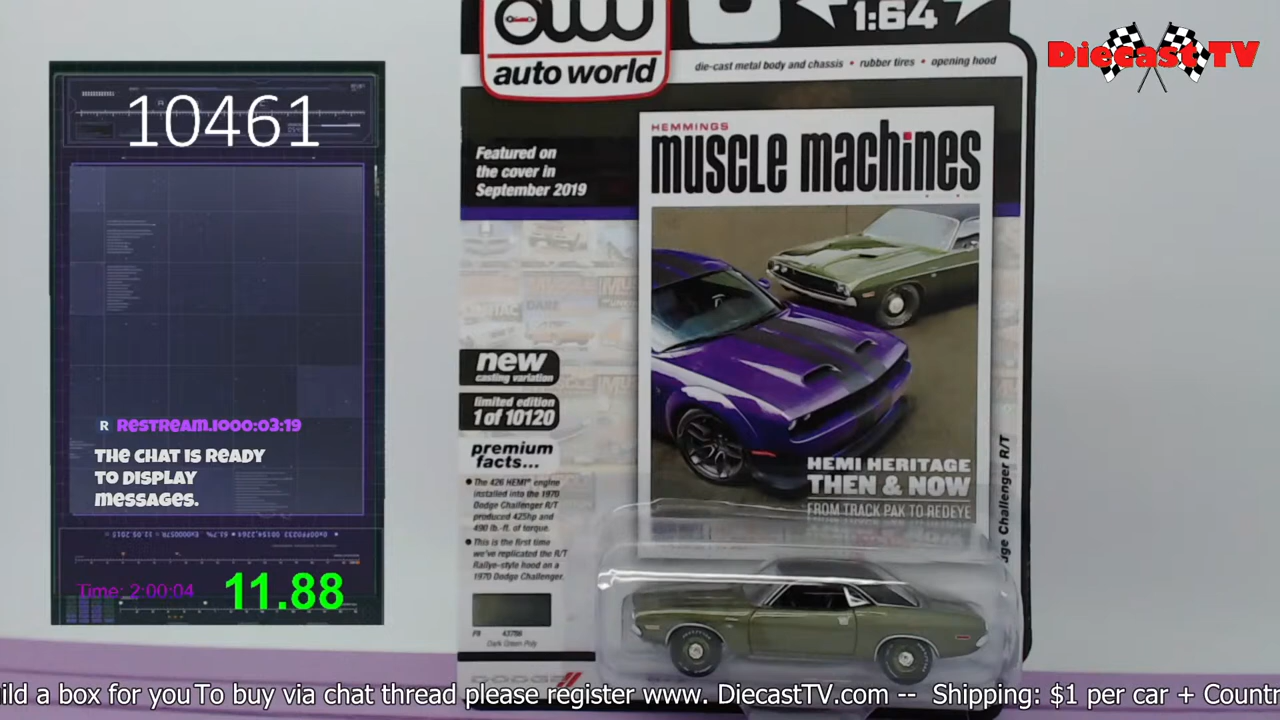 10461
R Restream.io00:03:19
The chat is ready
to display
messages.
Time: 2:00:04
11.88
auto world
1:64
die-cast metal body and chassis • rubber tires • opening hood
Diecast TV
Featured on
the cover in
September 2019
HEMMINGS
muscle machines
HEMI HERITAGE
THEN & NOW
FROM TRACK PAK TO REDEYE
new
casting variation
limited edition
1 of 10120
premium
facts...
• The 426 HEMI® engine
installed into the 1970
Dodge Challenger R/T
produced 425hp and
490 lb.-ft. of torque.
• This is the first time
we've replicated the R/T
Rallye-style hood on a
1970 Dodge Challenger.
43786
Dark Green Poly
DODGE
Challenger R/T
ild a box for you To buy via chat thread please register www. DiecastTV.com -- Shipping: $1 per car + Countr